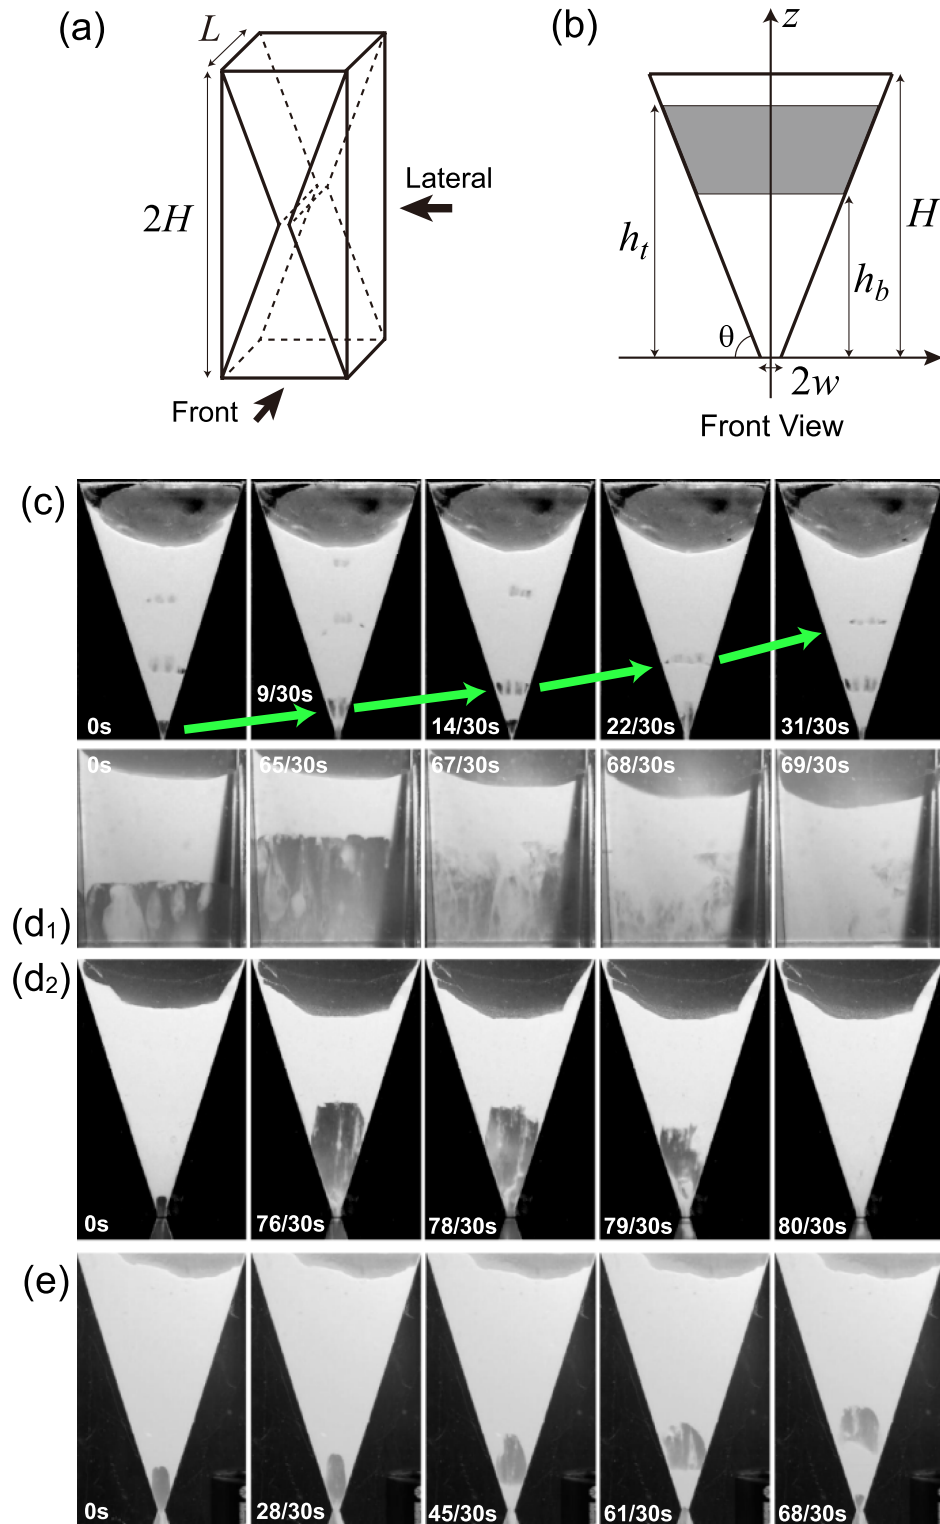 (a)
L
2H
Lateral
Front
(b)
z
H
h_t
h_b
θ
2w
Front View
(c)
0s
9/30s
14/30s
22/30s
31/30s
(d₁)
0s
65/30s
67/30s
68/30s
69/30s
(d₂)
0s
76/30s
78/30s
79/30s
80/30s
(e)
0s
28/30s
45/30s
61/30s
68/30s